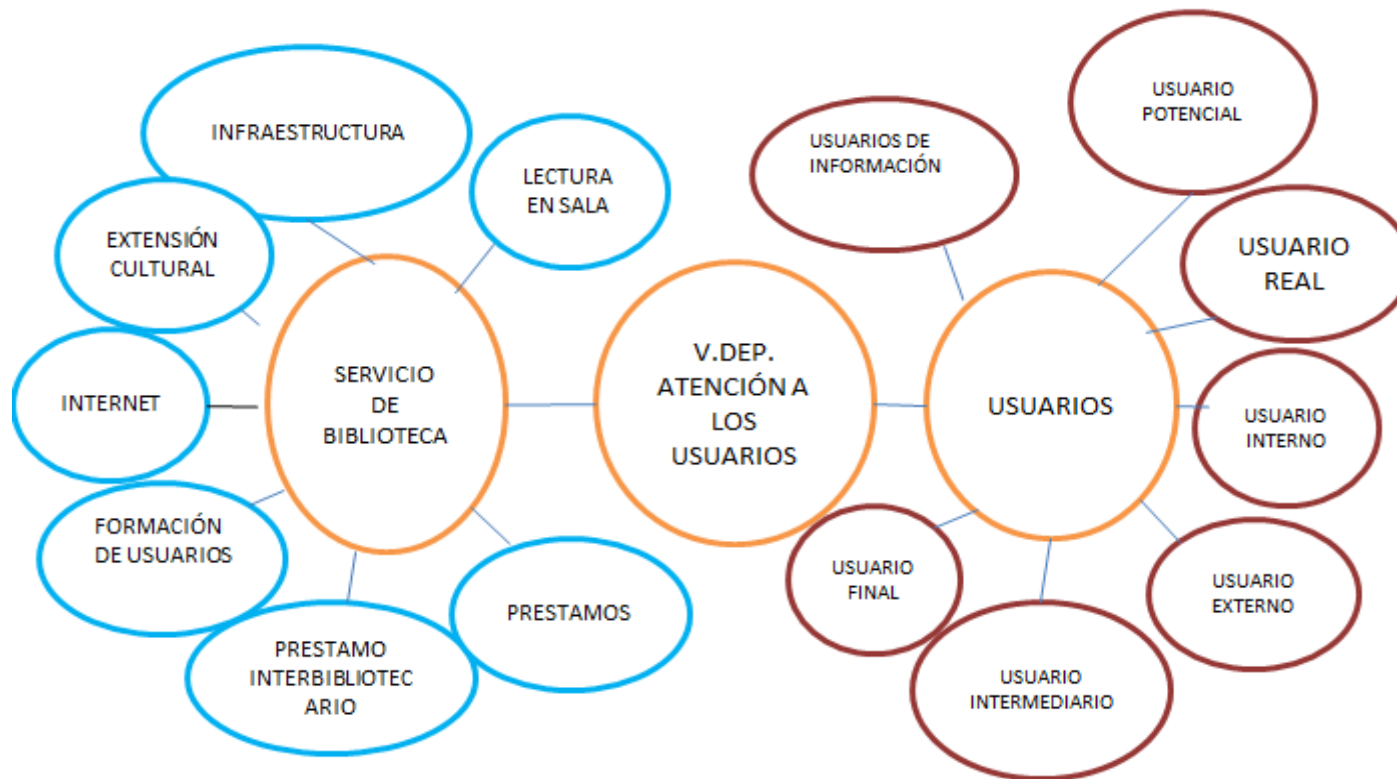 INFRAESTRUCTURA
LECTURA
EN SALA
EXTENSIÓN
CULTURAL
INTERNET
FORMACIÓN
DE USUARIOS
PRESTAMO
INTERBIBLIOTEC
ARIO
PRESTAMOS
SERVICIO
DE
BIBLIOTECA
V.DEP.
ATENCIÓN A
LOS
USUARIOS
USUARIOS
USUARIOS DE
INFORMACIÓN
USUARIO
POTENCIAL
USUARIO
REAL
USUARIO
INTERNO
USUARIO
EXTERNO
USUARIO
INTERMEDIARIO
USUARIO
FINAL